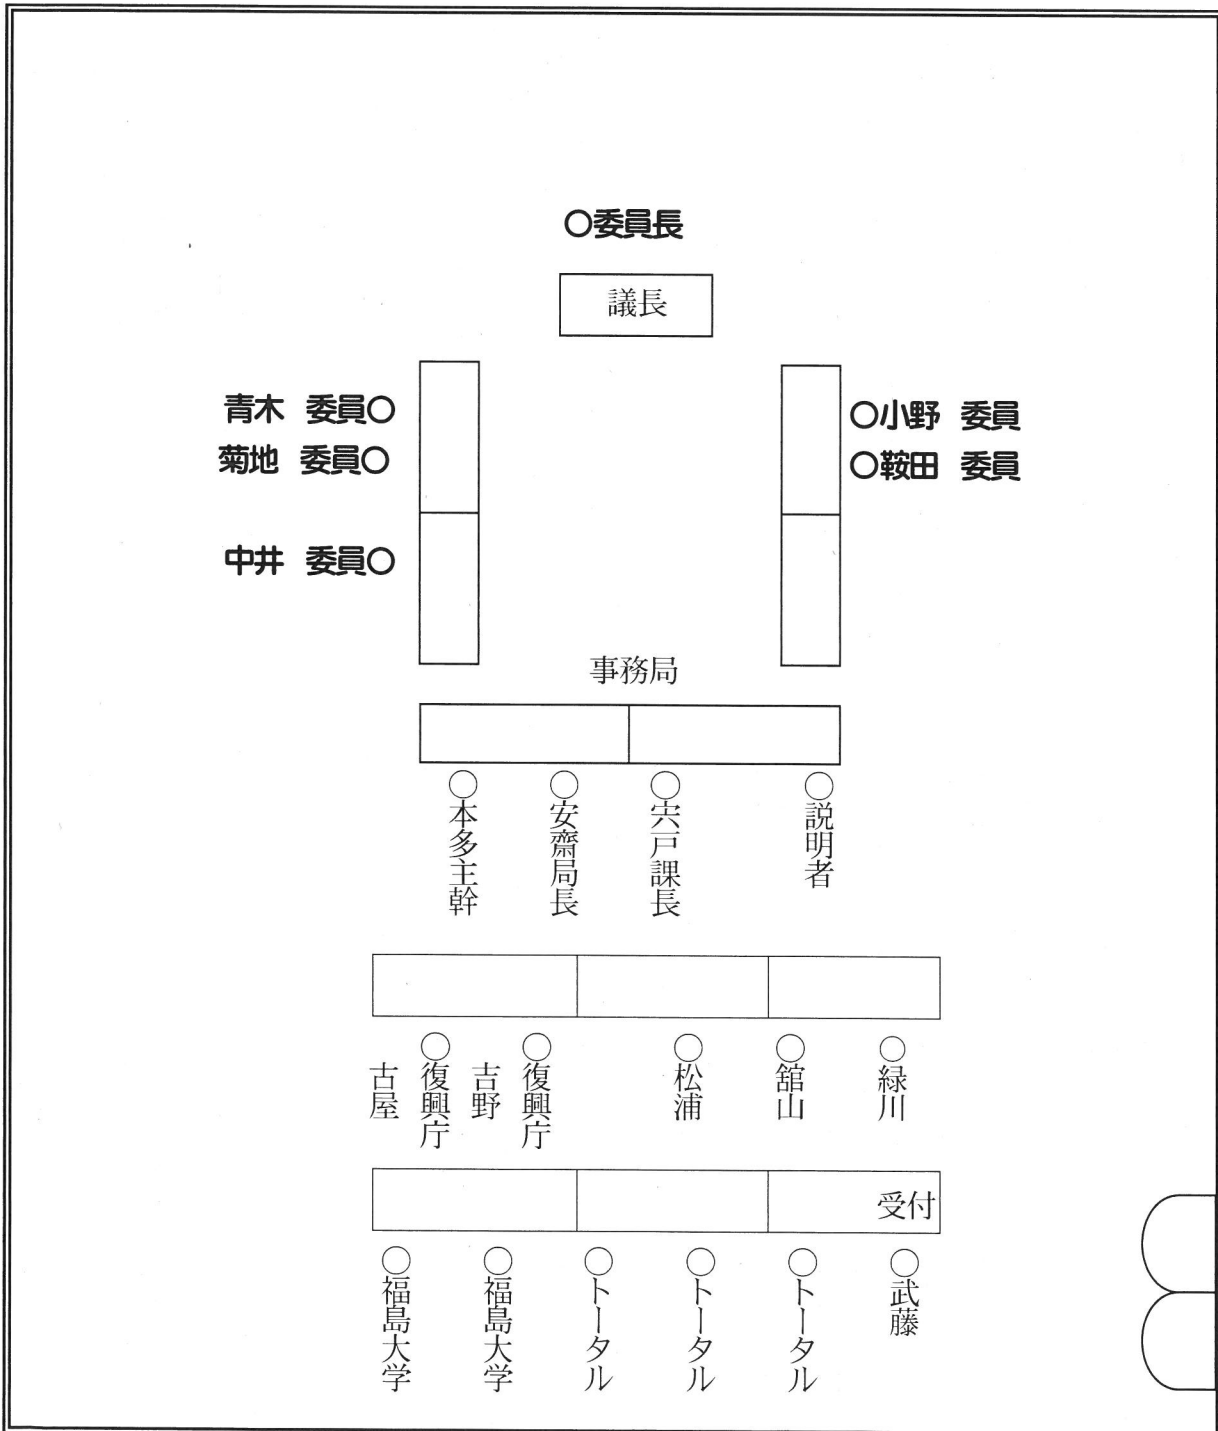 ○委員長
議長
青木 委員○
○小野 委員
菊地 委員○
○鞍田 委員
中井 委員○
事務局
○本多主幹
○安齋局長
○宍戸課長
○説明者
古屋
○復興庁
吉野
○復興庁
○松浦
○舘山
○緑川
受付
○福島大学
○福島大学
○トータル
○トータル
○トータル
○武藤